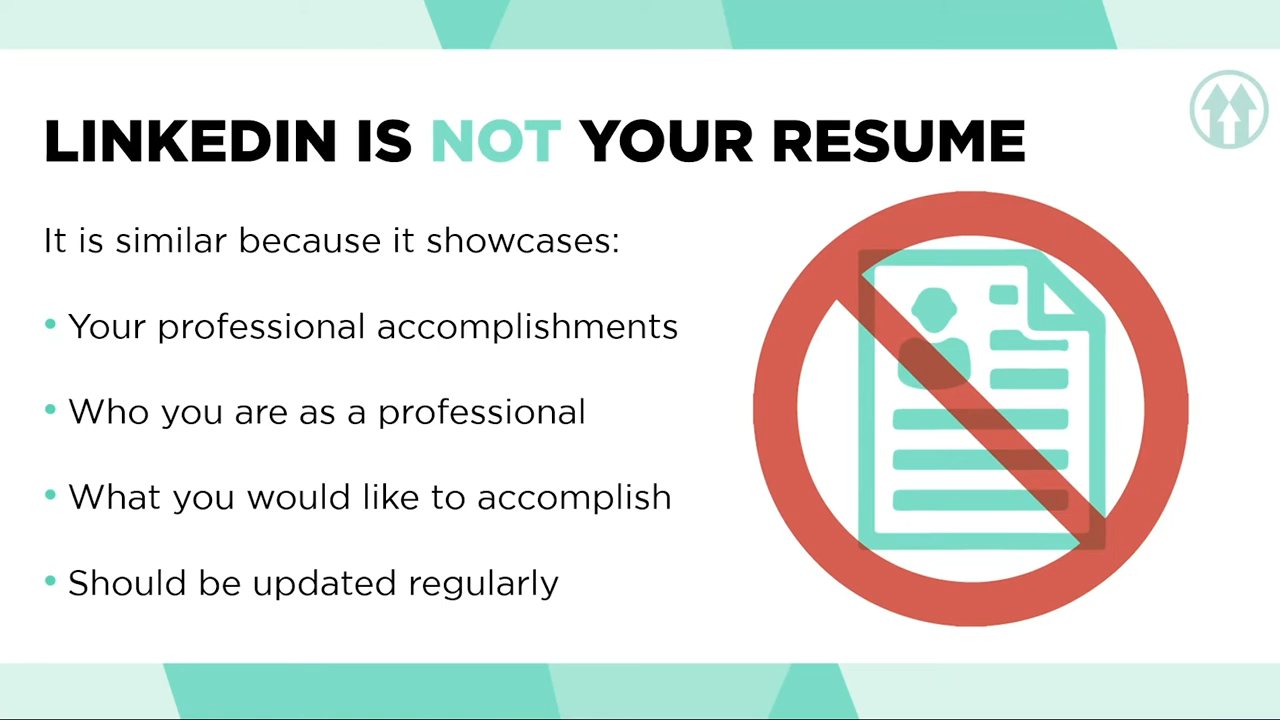 LINKEDIN IS NOT YOUR RESUME
It is similar because it showcases:
• Your professional accomplishments
• Who you are as a professional
• What you would like to accomplish
• Should be updated regularly